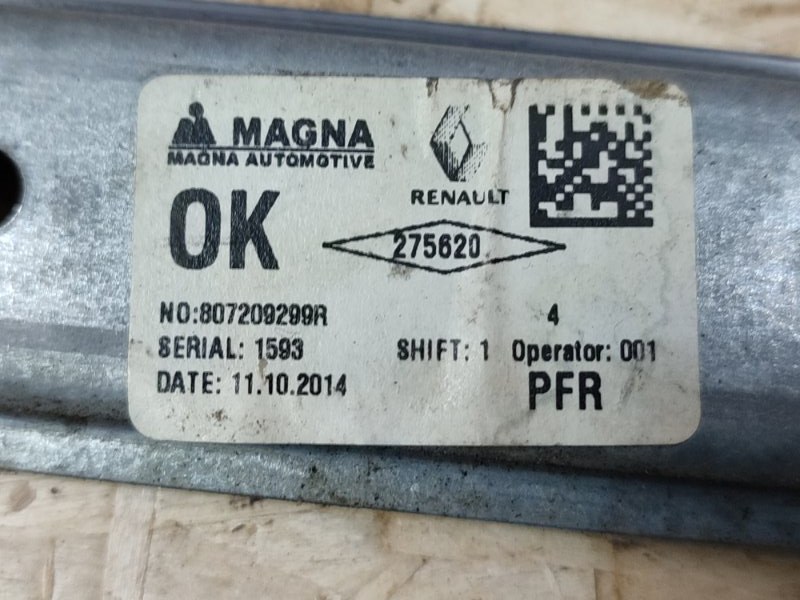 MAGNA
MAGNA AUTOMOTIVE
RENAULT
OK
275620
NO:807209299R 4
SERIAL: 1593 SHIFT: 1 Operator: 001
DATE: 11.10.2014 PFR